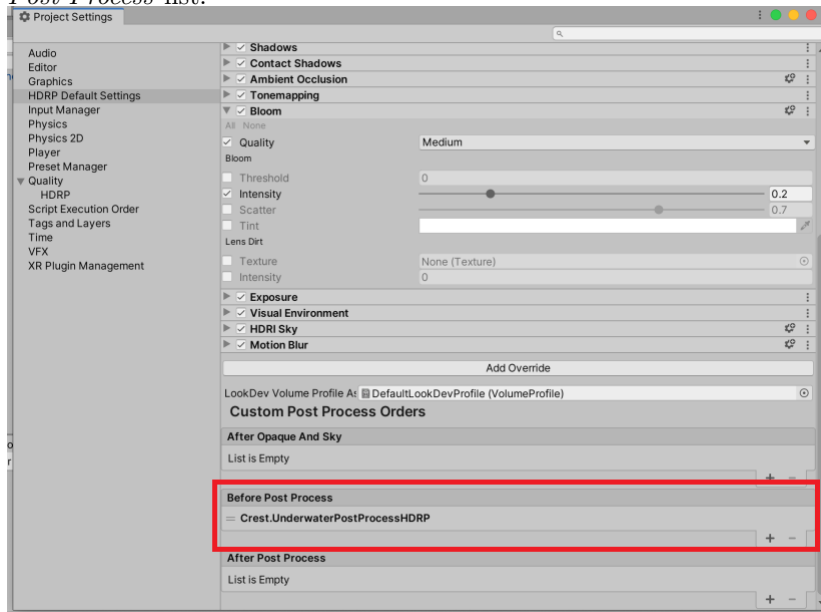 Post Process list.
Project Settings
Audio
Editor
Graphics
HDRP Default Settings
Input Manager
Physics
Physics 2D
Player
Preset Manager
Quality
HDRP
Script Execution Order
Tags and Layers
Time
VFX
XR Plugin Management
Shadows
Contact Shadows
Ambient Occlusion
Tonemapping
Bloom
All None
Quality Medium
Bloom
Threshold 0
Intensity 0.2
Scatter 0.7
Tint
Lens Dirt
Texture None (Texture)
Intensity 0
Exposure
Visual Environment
HDRI Sky
Motion Blur
Add Override
LookDev Volume Profile As DefaultLookDevProfile (VolumeProfile)
Custom Post Process Orders
After Opaque And Sky
List is Empty
+ −
Before Post Process
= Crest.UnderwaterPostProcessHDRP
+ −
After Post Process
List is Empty
+ −